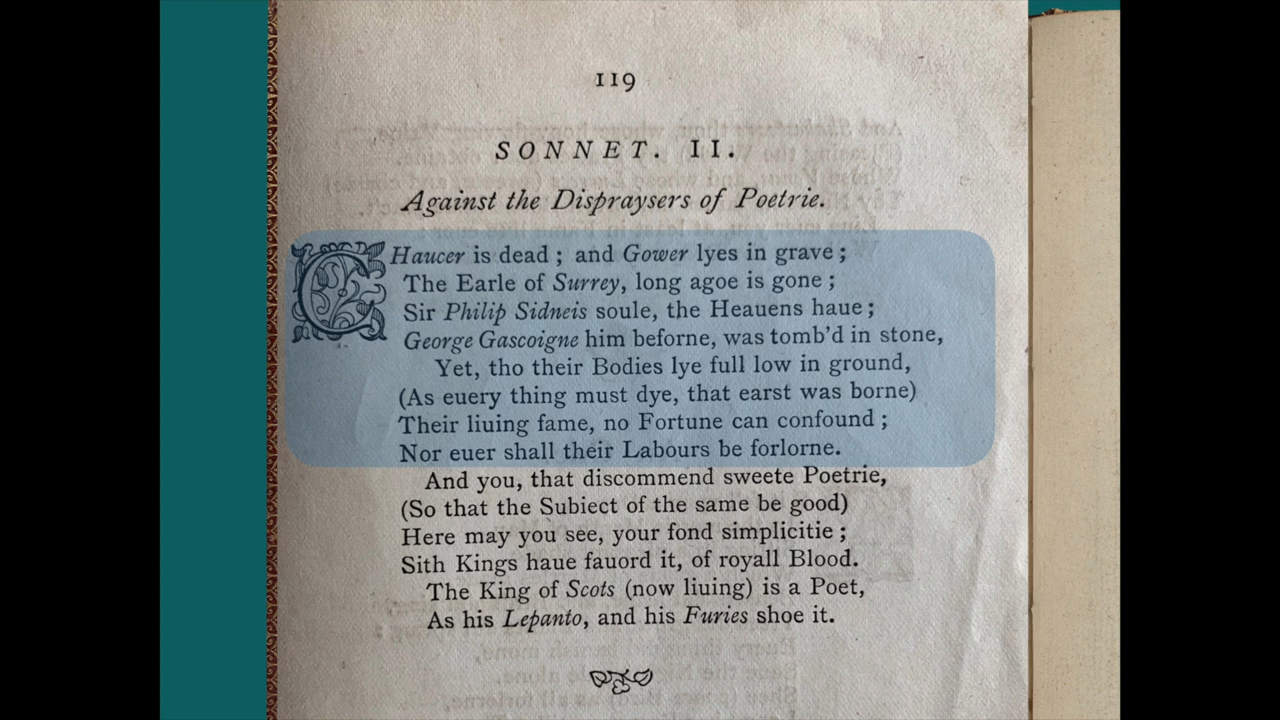 119
SONNET. II.
Against the Dispraysers of Poetrie.
CHaucer is dead ; and Gower lyes in grave ;
The Earle of Surrey, long agoe is gone ;
Sir Philip Sidneis soule, the Heauens haue ;
George Gascoigne him beforne, was tomb'd in stone,
Yet, tho their Bodies lye full low in ground,
(As euery thing must dye, that earst was borne)
Their liuing fame, no Fortune can confound ;
Nor euer shall their Labours be forlorne.
And you, that discommend sweete Poetrie,
(So that the Subiect of the same be good)
Here may you see, your fond simplicitie ;
Sith Kings haue fauord it, of royall Blood.
The King of Scots (now liuing) is a Poet,
As his Lepanto, and his Furies shoe it.